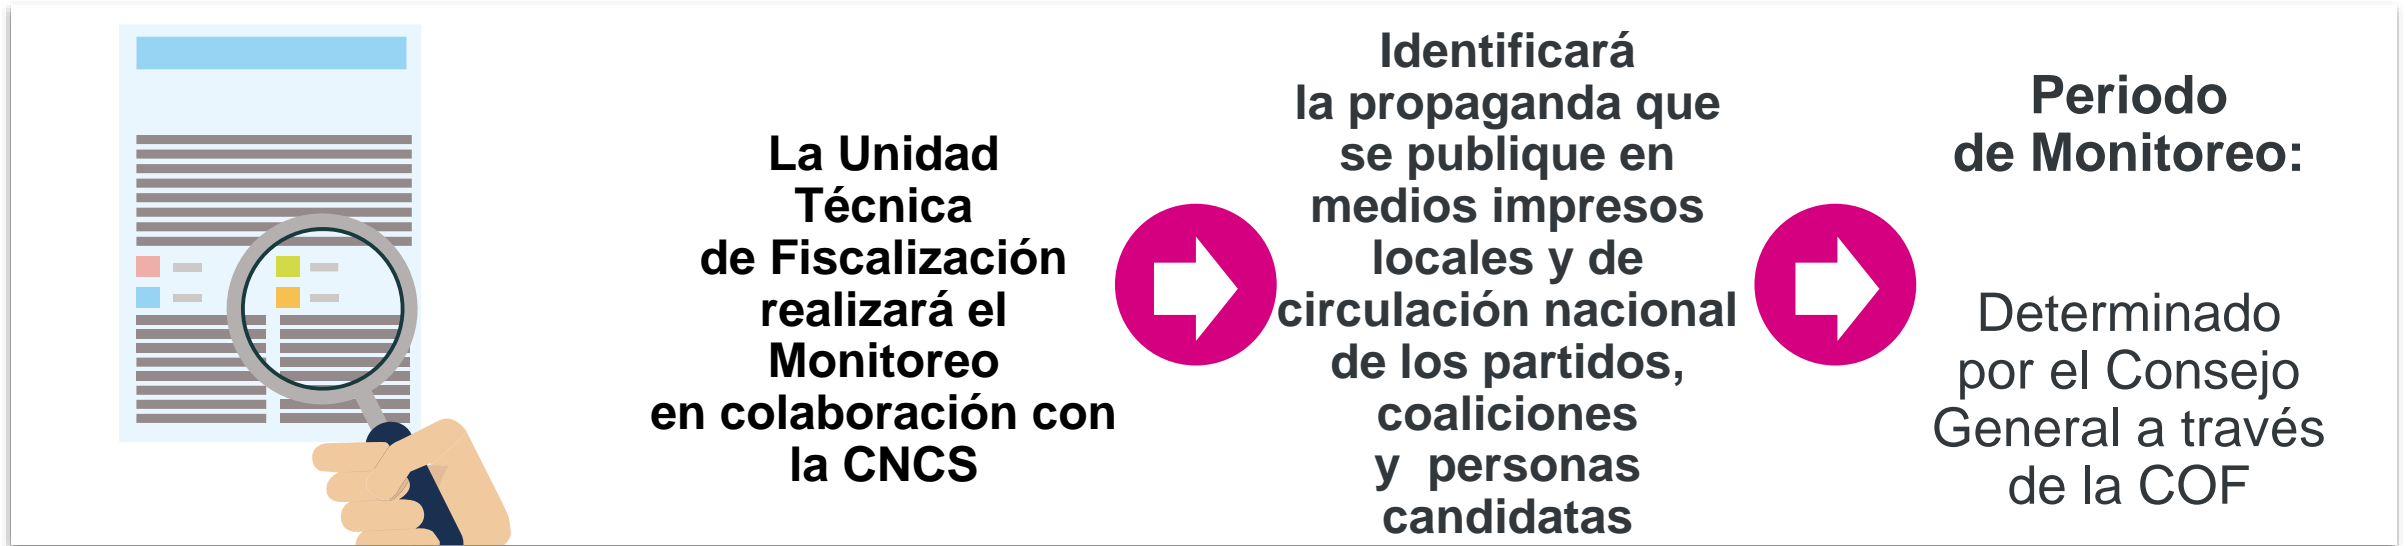 La Unidad
Técnica
de Fiscalización
realizará el
Monitoreo
en colaboración con
la CNCS
Identificará
la propaganda que
se publique en
medios impresos
locales y de
circulación nacional
de los partidos,
coaliciones
y  personas
candidatas
Periodo
de Monitoreo:
Determinado
por el Consejo
General a través
de la COF